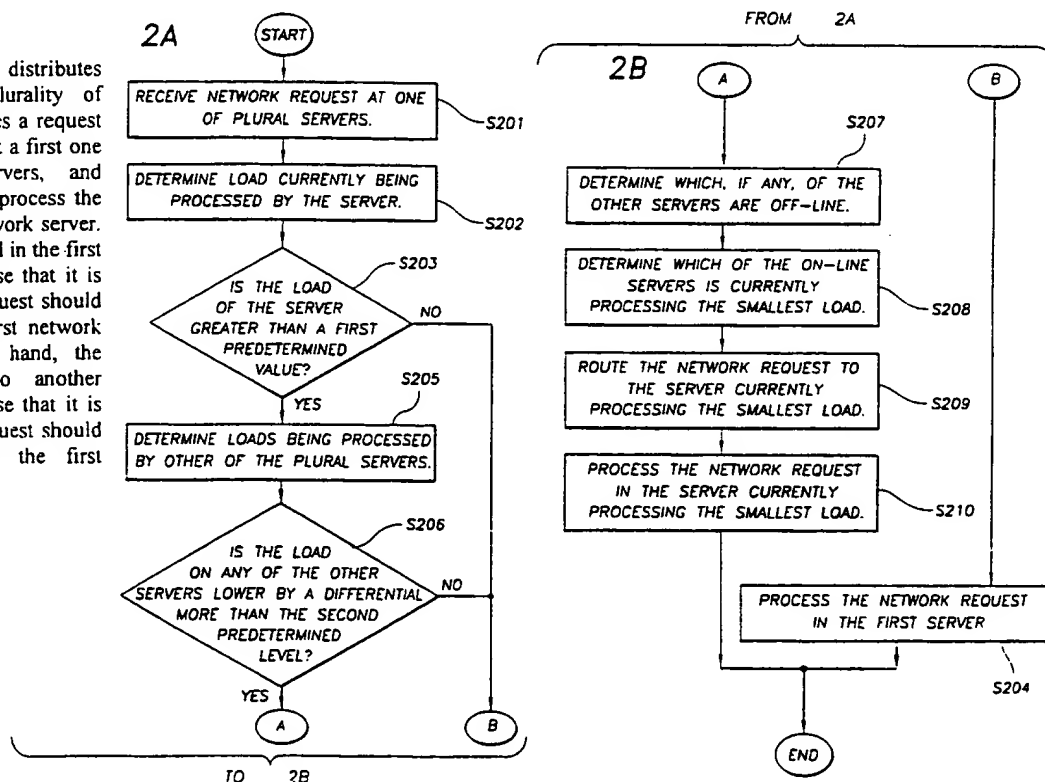 distributes
lurality of
es a request
t a first one
rvers, and
process the
work server.
d in the first
se that it is
quest should
rst network
hand, the
o another
se that it is
quest should
the first
2A
START
RECEIVE NETWORK REQUEST AT ONE
OF PLURAL SERVERS.
S201
DETERMINE LOAD CURRENTLY BEING
PROCESSED BY THE SERVER.
S202
S203
IS THE LOAD
OF THE SERVER
GREATER THAN A FIRST
PREDETERMINED
VALUE?
NO
YES
S205
DETERMINE LOADS BEING PROCESSED
BY OTHER OF THE PLURAL SERVERS.
S206
IS THE LOAD
ON ANY OF THE OTHER
SERVERS LOWER BY A DIFFERENTIAL
MORE THAN THE SECOND
PREDETERMINED
LEVEL?
NO
YES
A
B
TO 2B
FROM 2A
2B
A
B
S207
DETERMINE WHICH, IF ANY, OF THE
OTHER SERVERS ARE OFF-LINE.
DETERMINE WHICH OF THE ON-LINE
SERVERS IS CURRENTLY
PROCESSING THE SMALLEST LOAD.
S208
ROUTE THE NETWORK REQUEST TO
THE SERVER CURRENTLY
PROCESSING THE SMALLEST LOAD.
S209
PROCESS THE NETWORK REQUEST
IN THE SERVER CURRENTLY
PROCESSING THE SMALLEST LOAD.
S210
PROCESS THE NETWORK REQUEST
IN THE FIRST SERVER
S204
END